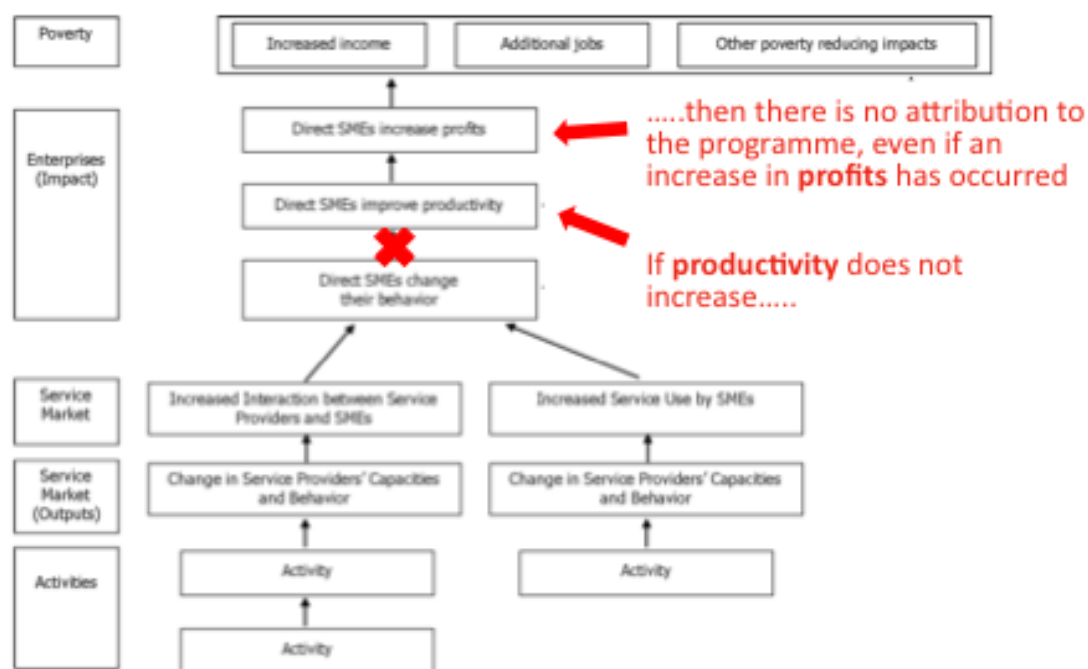 Poverty
Increased income
Additional jobs
Other poverty reducing impacts
Enterprises
(Impact)
Direct SMEs increase profits
.....then there is no attribution to
the programme, even if an
increase in profits has occurred
Direct SMEs improve productivity
If productivity does not
increase.....
Direct SMEs change
their behavior
Service
Market
Increased Interaction between Service
Providers and SMEs
Increased Service Use by SMEs
Service
Market
(Outputs)
Change in Service Providers' Capacities
and Behavior
Change in Service Providers' Capacities
and Behavior
Activities
Activity
Activity
Activity